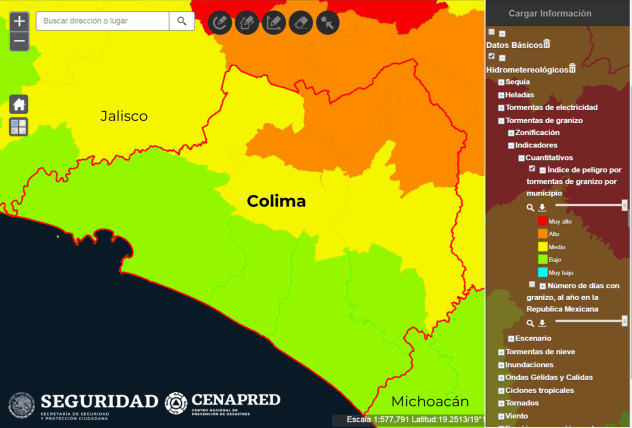 Buscar dirección o lugar
Cargar Información
Datos Básicos
Hidrometereológicos
Sequía
Heladas
Tormentas de electricidad
Tormentas de granizo
Zonificación
Indicadores
Cuantitativos
Índice de peligro por
tormentas de granizo por
municipio
Muy alto
Alto
Medio
Bajo
Muy bajo
Número de días con
granizo, al año en la
Republica Mexicana
Escenario
Tormentas de nieve
Inundaciones
Ondas Gélidas y Calidas
Ciclones tropicales
Tornados
Viento
Jalisco
Colima
Michoacán
SEGURIDAD
SECRETARÍA DE SEGURIDAD
Y PROTECCIÓN CIUDADANA
CENAPRED
CENTRO NACIONAL DE
PREVENCIÓN DE DESASTRES
Escala 1:577,791 Latitud:19.2513/19°1